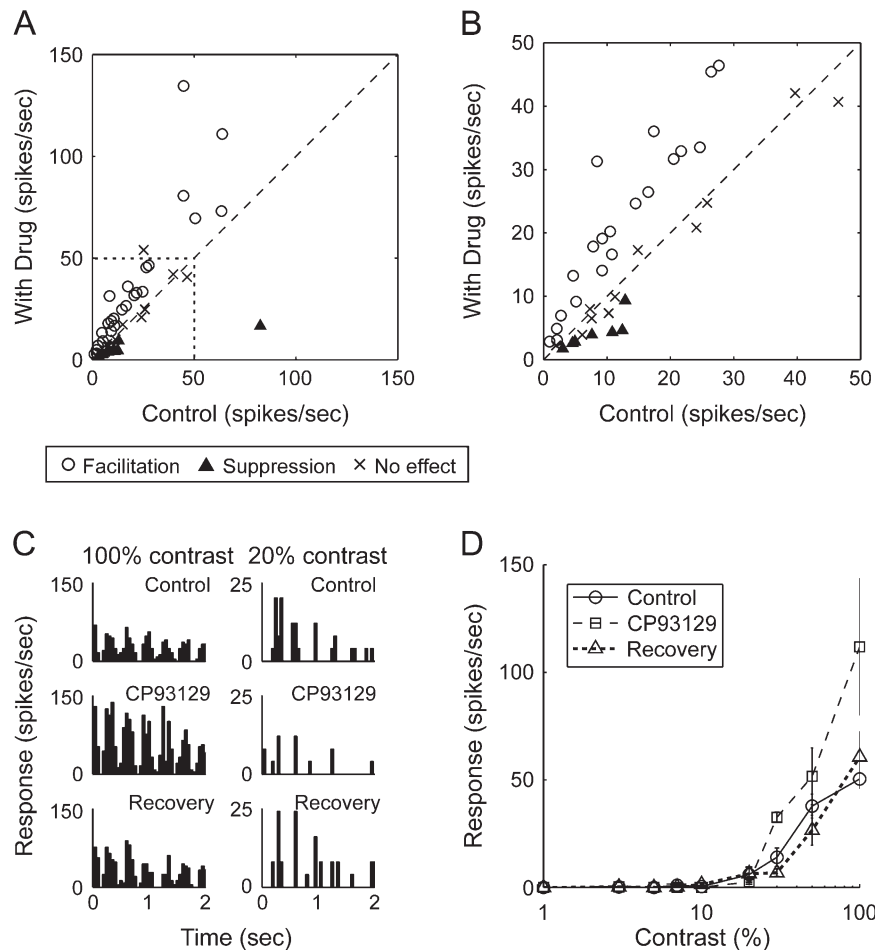 A
B
150
100
50
0
With Drug (spikes/sec)
0
50
100
150
Control (spikes/sec)
50
40
30
20
10
0
With Drug (spikes/sec)
0
10
20
30
40
50
Control (spikes/sec)
Facilitation
Suppression
No effect
C
100% contrast
20% contrast
150
Control
0
25
Control
0
150
CP93129
0
25
CP93129
0
150
Recovery
0
25
Recovery
0
Response (spikes/sec)
0
1
2
0
1
2
Time (sec)
D
150
100
50
0
Response (spikes/sec)
Control
CP93129
Recovery
1
10
100
Contrast (%)